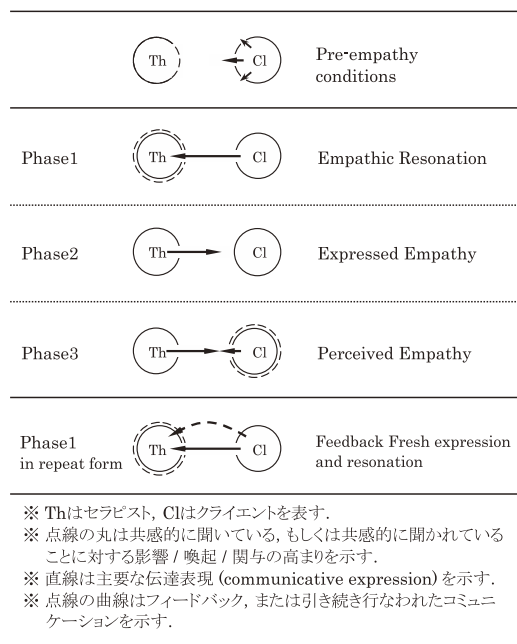 Th Cl Pre-empathy
conditions
Phase1 Th Cl Empathic Resonation
Phase2 Th Cl Expressed Empathy
Phase3 Th Cl Perceived Empathy
Phase1
in repeat form Th Cl Feedback Fresh expression
and resonation
※ Thはセラピスト, Clはクライエントを表す.
※ 点線の丸は共感的に聞いている, もしくは共感的に聞かれている
ことに対する影響 / 喚起 / 関与の高まりを示す.
※ 直線は主要な伝達表現 (communicative expression) を示す.
※ 点線の曲線はフィードバック, または引き続き行なわれたコミュニ
ケーションを示す.